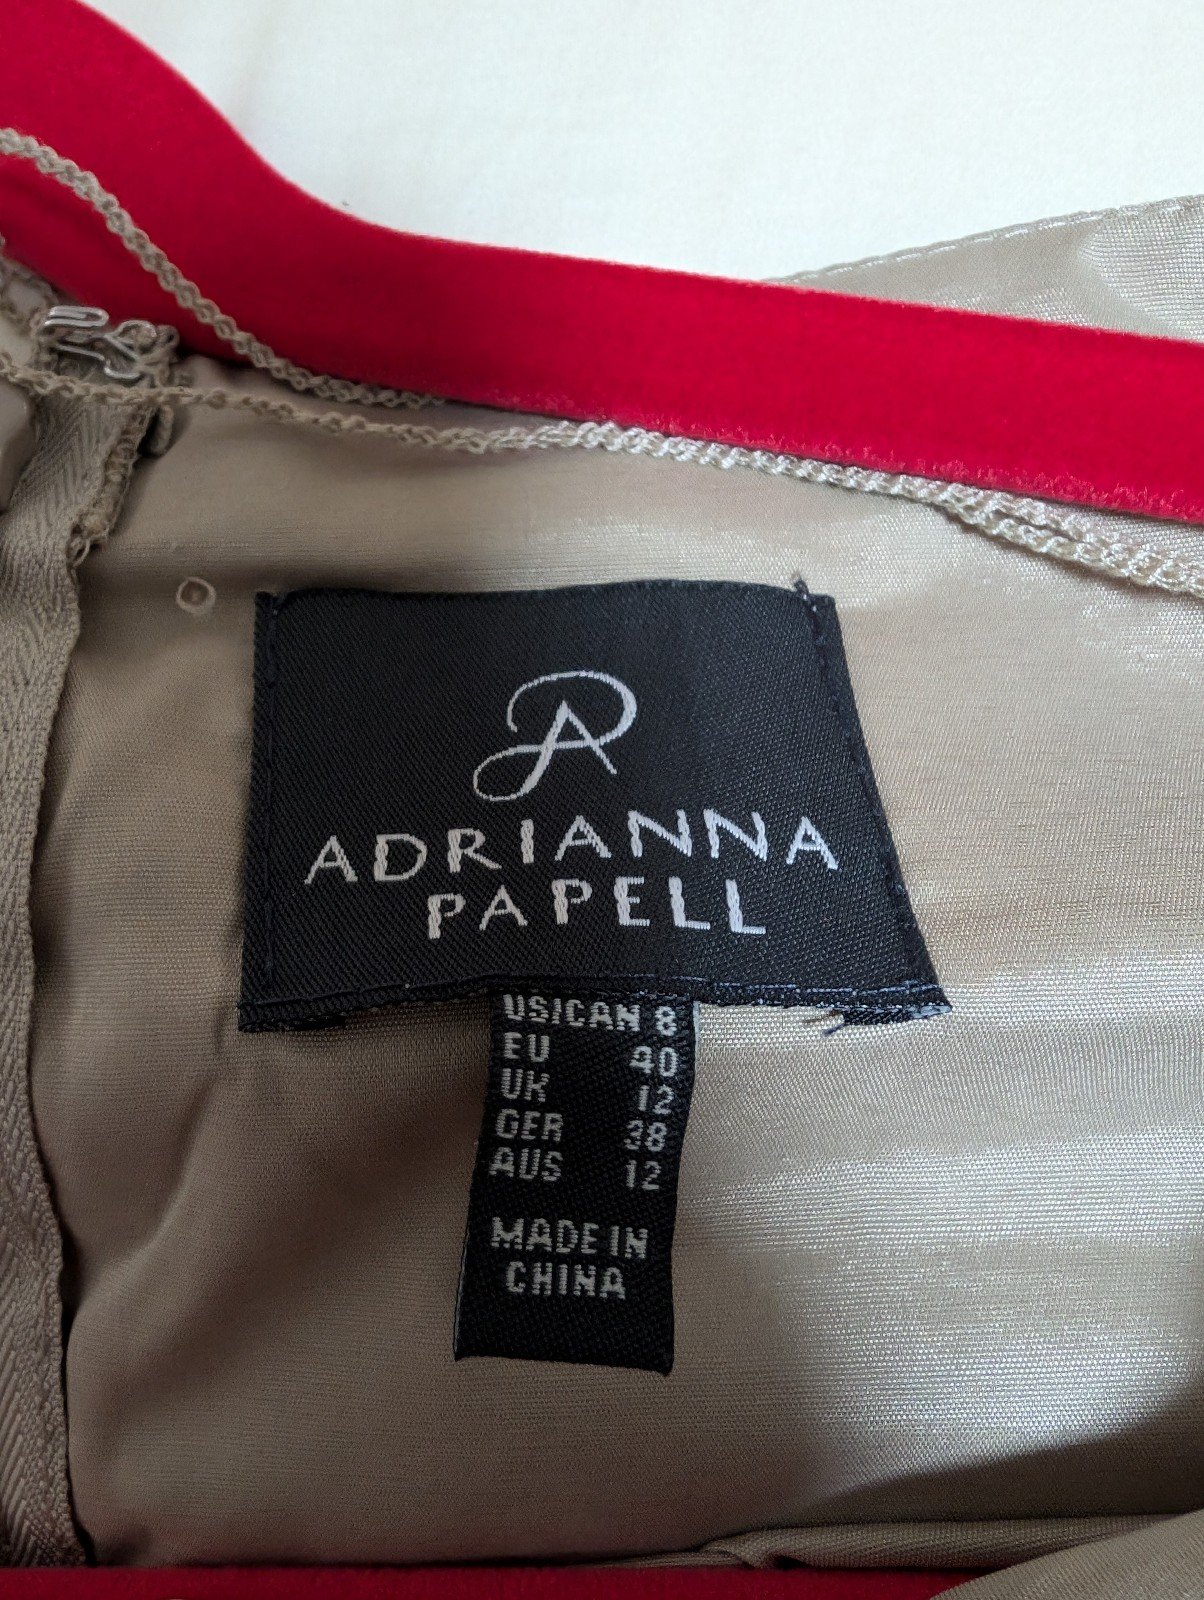 AP
ADRIANNA
PAPELL
US/CAN 8
EU 40
UK 12
GER 38
AUS 12
MADE IN
CHINA